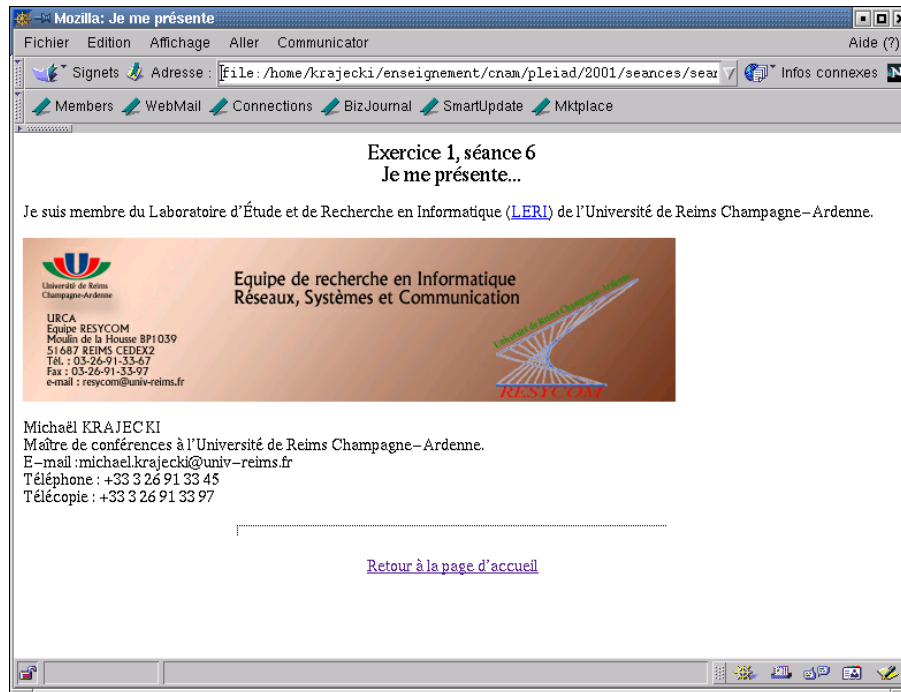 Mozilla: Je me présente
Fichier Edition Affichage Aller Communicator Aide (?)
Signets Adresse : file:/home/krajecki/enseignement/cnam/pleiad/2001/seances/sear Infos connexes
Members WebMail Connections BizJournal SmartUpdate Mktplace
Exercice 1, séance 6
Je me présente...
Je suis membre du Laboratoire d'Étude et de Recherche en Informatique (LERI) de l'Université de Reims Champagne-Ardenne.
Université de Reims
Champagne-Ardenne
Equipe de recherche en Informatique
Réseaux, Systèmes et Communication
URCA
Equipe RESYCOM
Moulin de la Housse BP1039
51687 REIMS CEDEX2
Tél. : 03-26-91-33-67
Fax : 03-26-91-33-97
e-mail : resycom@univ-reims.fr
Université de Reims Champagne-Ardenne
RESYCOM
Michaël KRAJECKI
Maître de conférences à l'Université de Reims Champagne-Ardenne.
E-mail :michael.krajecki@univ-reims.fr
Téléphone : +33 3 26 91 33 45
Télécopie : +33 3 26 91 33 97
Retour à la page d'accueil